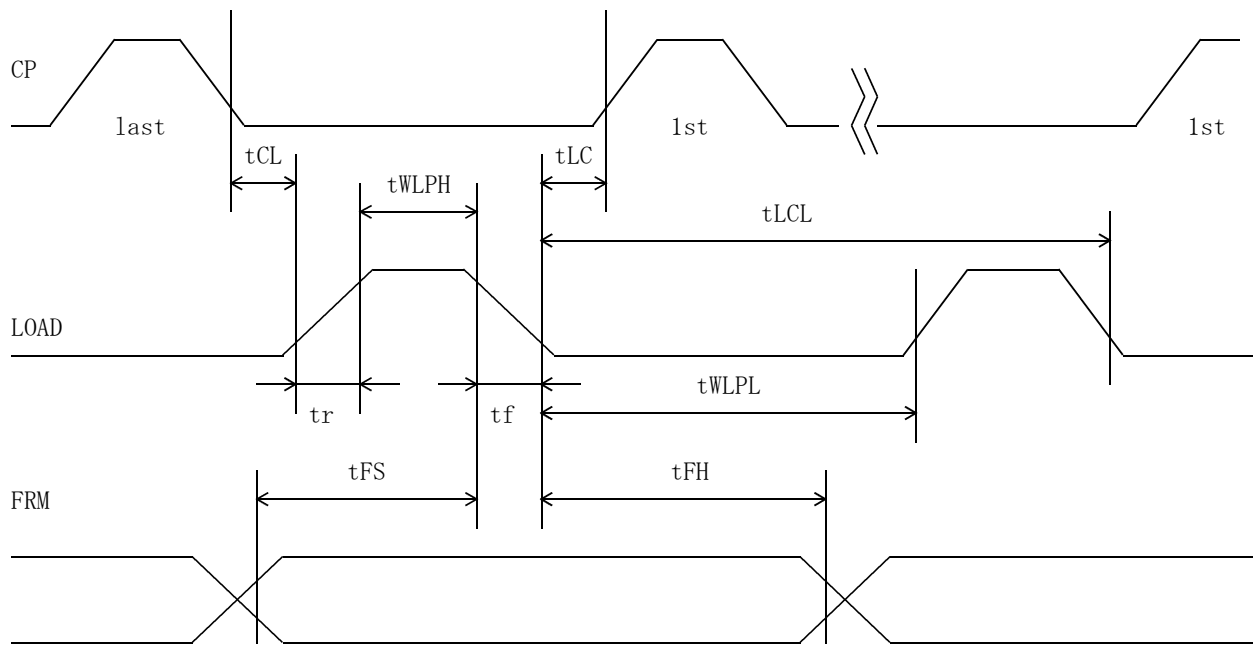 CP
last
1st
1st
tCL
tLC
tWLPH
tLCL
LOAD
tWLPL
tr
tf
tFS
tFH
FRM